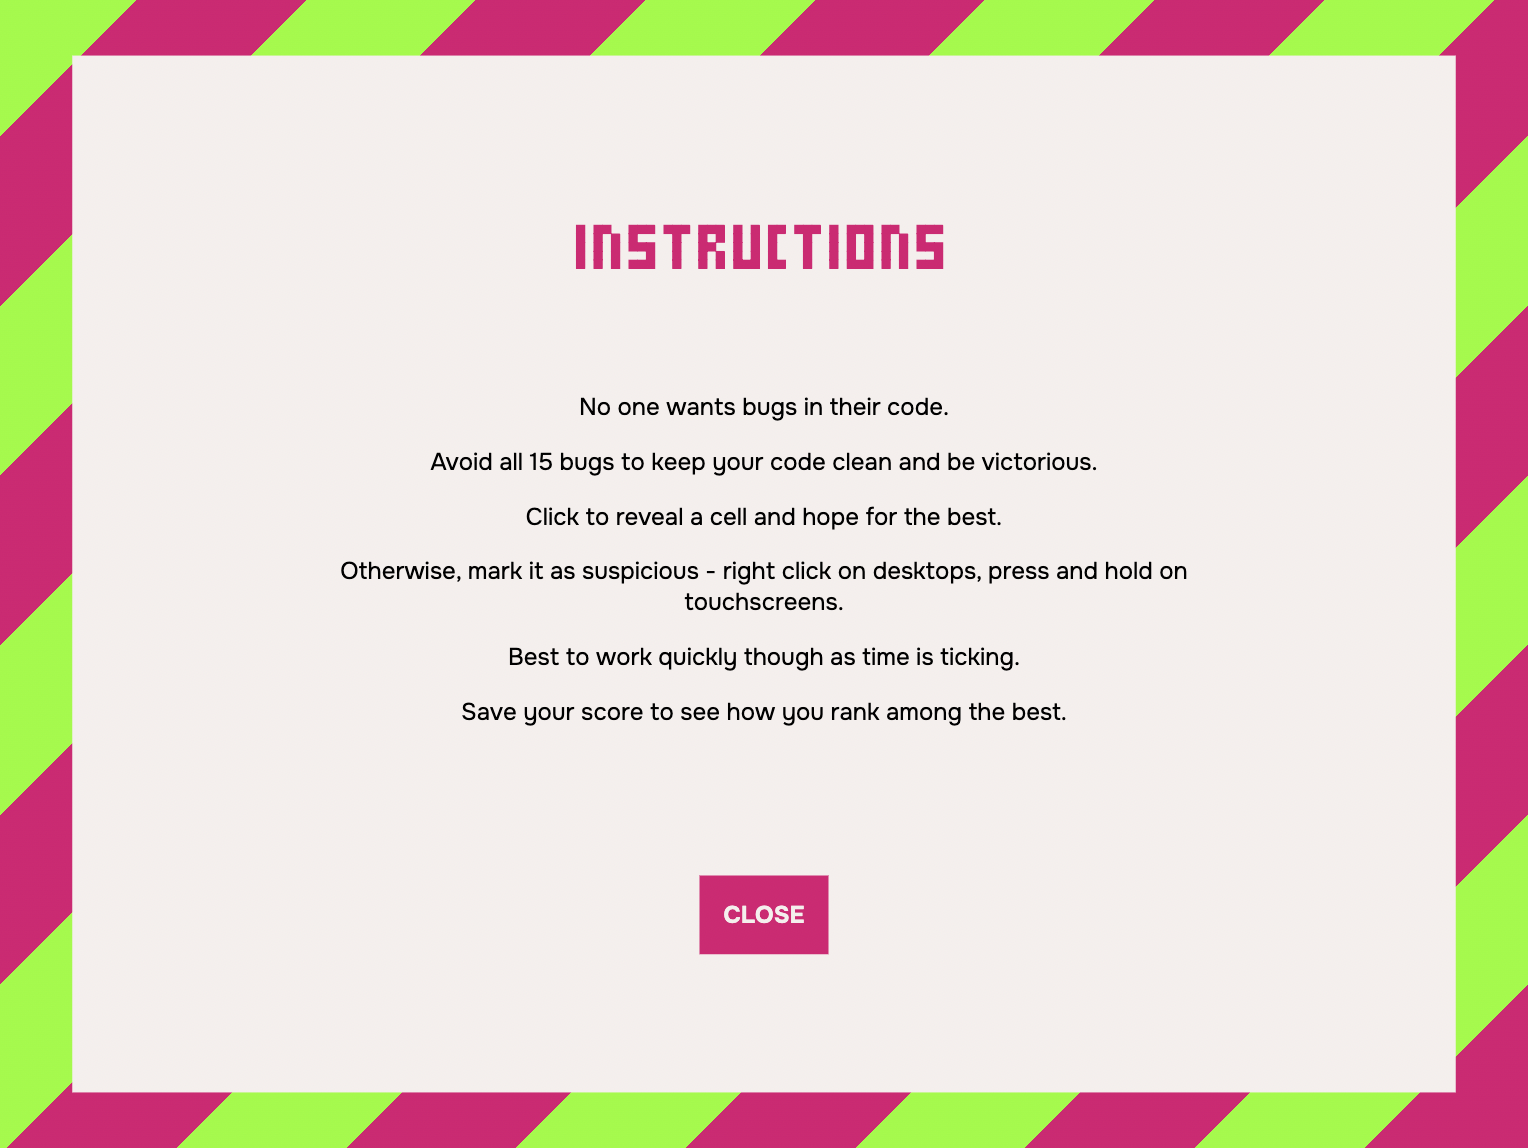 INSTRUCTIONS
No one wants bugs in their code.
Avoid all 15 bugs to keep your code clean and be victorious.
Click to reveal a cell and hope for the best.
Otherwise, mark it as suspicious - right click on desktops, press and hold on
touchscreens.
Best to work quickly though as time is ticking.
Save your score to see how you rank among the best.
CLOSE